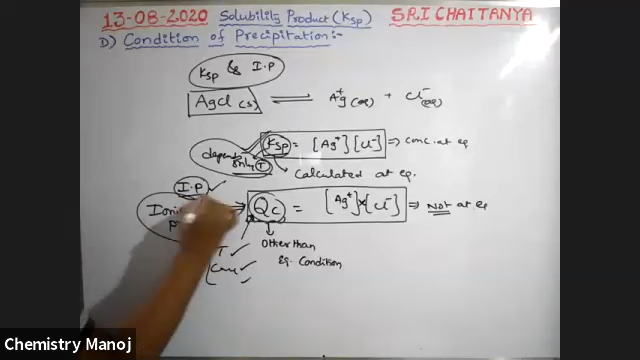 13-08-2020 Solubility Product (Ksp) SRI CHAITANYA
D) Condition of Precipitation:-
Ksp & I.P
AgCl (s) ⇌ Ag+ (aq) + Cl- (aq)
depends only T
Ksp = [Ag+] [Cl-] ⇒ conc. at eq
Calculated at eq.
I.P ✓
Qc = [Ag+] × [Cl-] ⇒ Not at eq
Other than
Eq. Condition
T ✓
Conc ✓
Chemistry Manoj